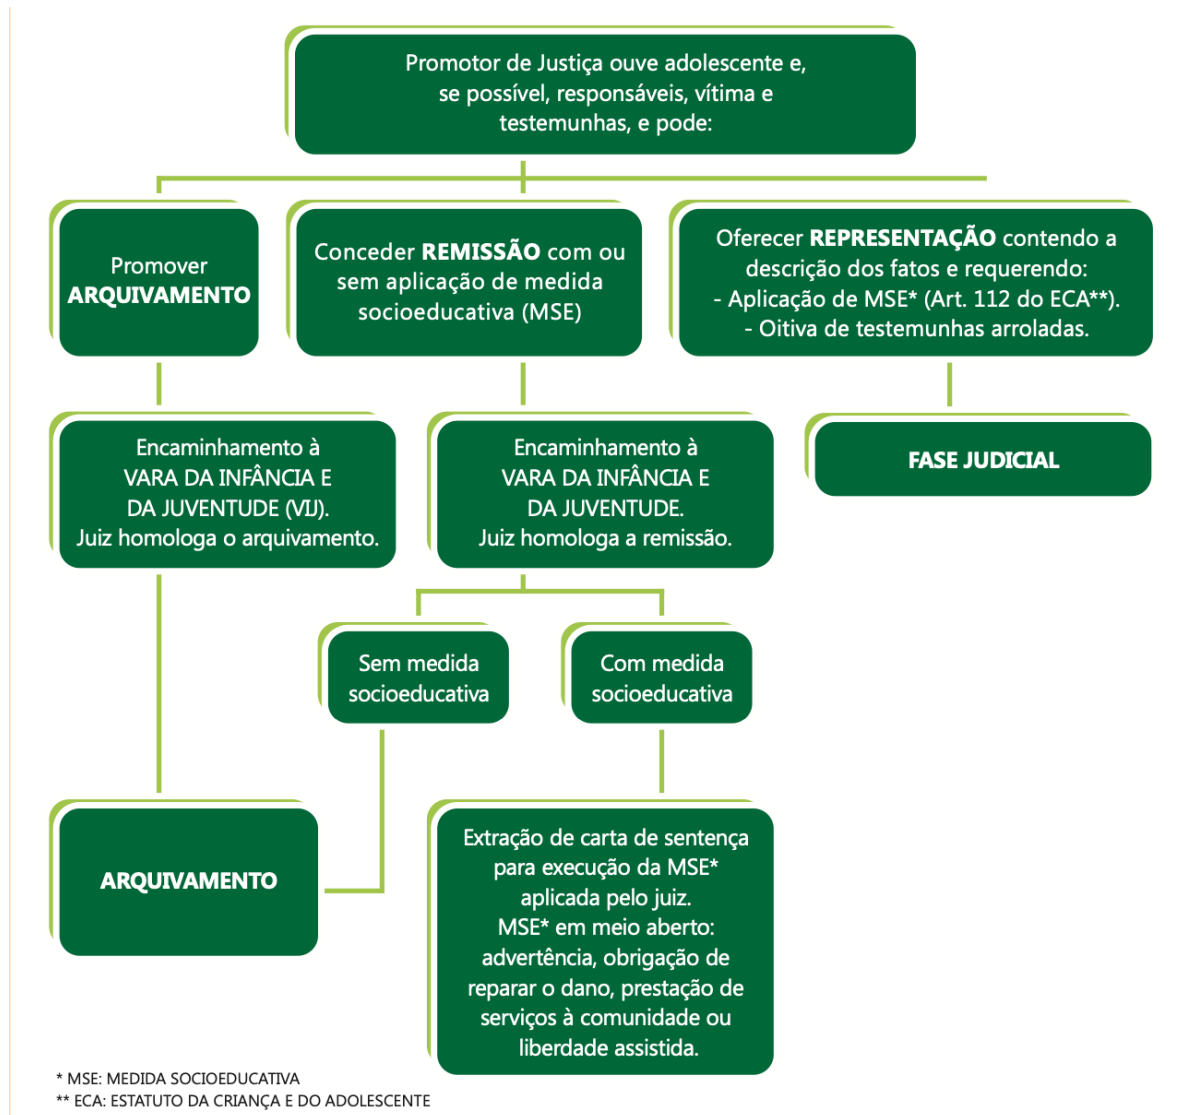 Promotor de Justiça ouve adolescente e,
se possível, responsáveis, vítima e
testemunhas, e pode:
Promover
ARQUIVAMENTO
Conceder REMISSÃO com ou
sem aplicação de medida
socioeducativa (MSE)
Oferecer REPRESENTAÇÃO contendo a
descrição dos fatos e requerendo:
- Aplicação de MSE* (Art. 112 do ECA**).
- Oitiva de testemunhas arroladas.
Encaminhamento à
VARA DA INFÂNCIA E
DA JUVENTUDE (VIJ).
Juiz homologa o arquivamento.
Encaminhamento à
VARA DA INFÂNCIA E
DA JUVENTUDE.
Juiz homologa a remissão.
FASE JUDICIAL
Sem medida
socioeducativa
Com medida
socioeducativa
ARQUIVAMENTO
Extração de carta de sentença
para execução da MSE*
aplicada pelo juiz.
MSE* em meio aberto:
advertência, obrigação de
reparar o dano, prestação de
serviços à comunidade ou
liberdade assistida.
* MSE: MEDIDA SOCIOEDUCATIVA
** ECA: ESTATUTO DA CRIANÇA E DO ADOLESCENTE